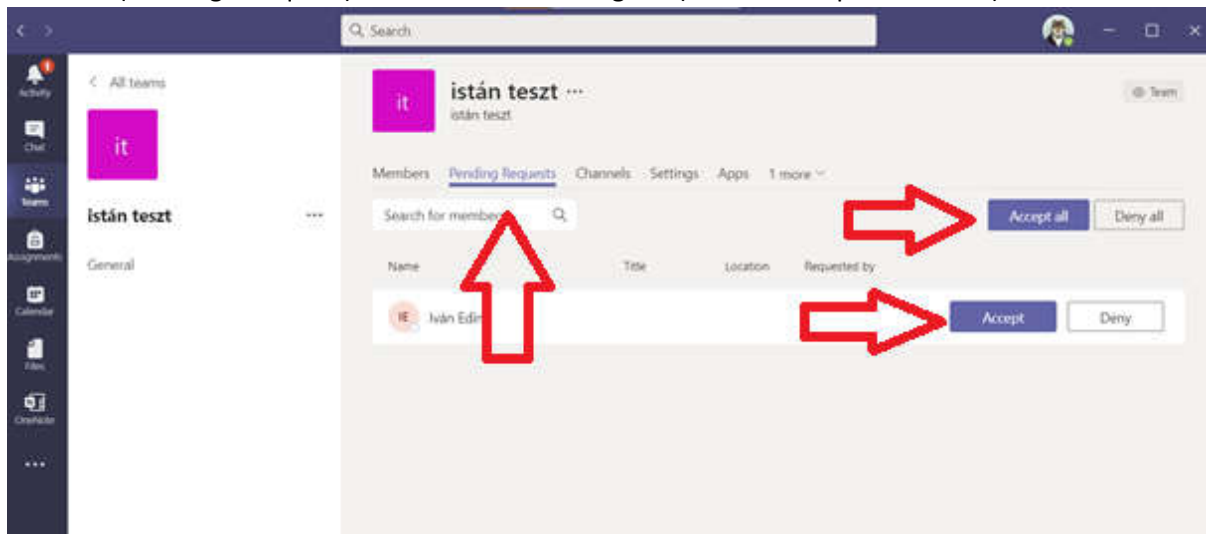 Search
1
Activity
Chat
Teams
Assignments
Calendar
Files
OneNote
< All teams
it
istán teszt ...
General
it
istán teszt ...
istán teszt
Team
Members Pending Requests Channels Settings Apps 1 more
Search for members
Accept all Deny all
Name Title Location Requested by
IE Iván
Accept Deny